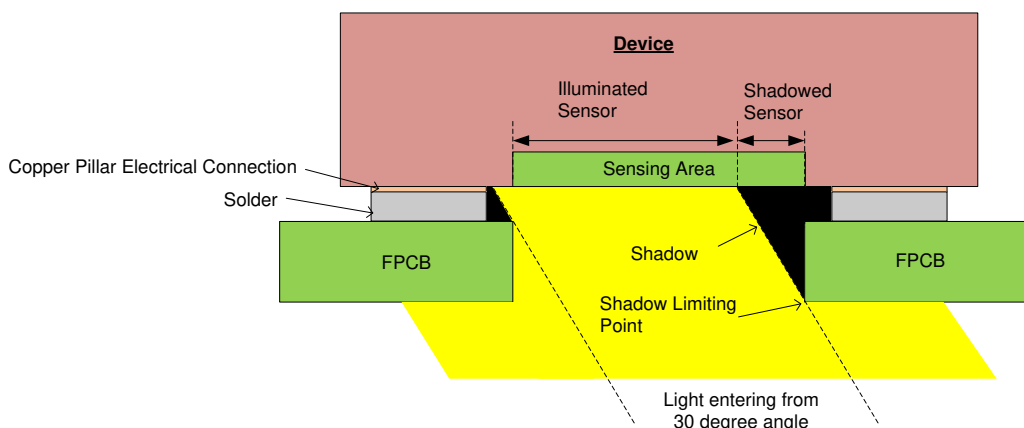 Device
Illuminated
Sensor
Shadowed
Sensor
Copper Pillar Electrical Connection
Sensing Area
Solder
FPCB
Shadow
FPCB
Shadow Limiting
Point
Light entering from
30 degree angle